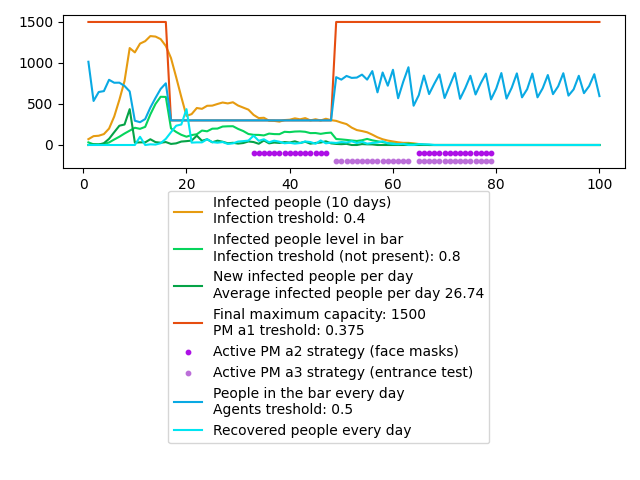 1500
1000
500
0
0 20 40 60 80 100
Infected people (10 days)
Infection treshold: 0.4
Infected people level in bar
Infection treshold (not present): 0.8
New infected people per day
Average infected people per day 26.74
Final maximum capacity: 1500
PM a1 treshold: 0.375
Active PM a2 strategy (face masks)
Active PM a3 strategy (entrance test)
People in the bar every day
Agents treshold: 0.5
Recovered people every day